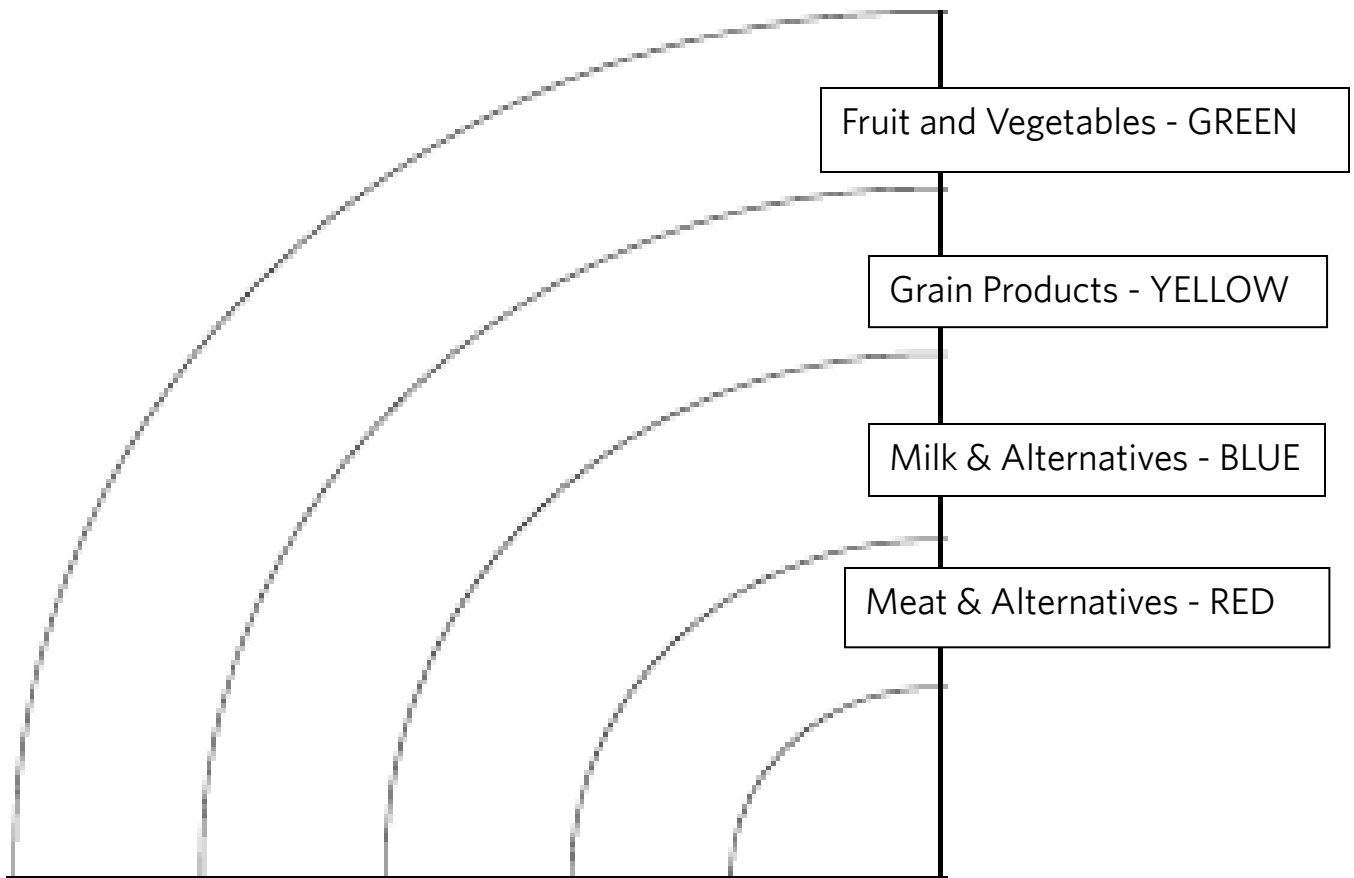 Fruit and Vegetables - GREEN
Grain Products - YELLOW
Milk & Alternatives - BLUE
Meat & Alternatives - RED